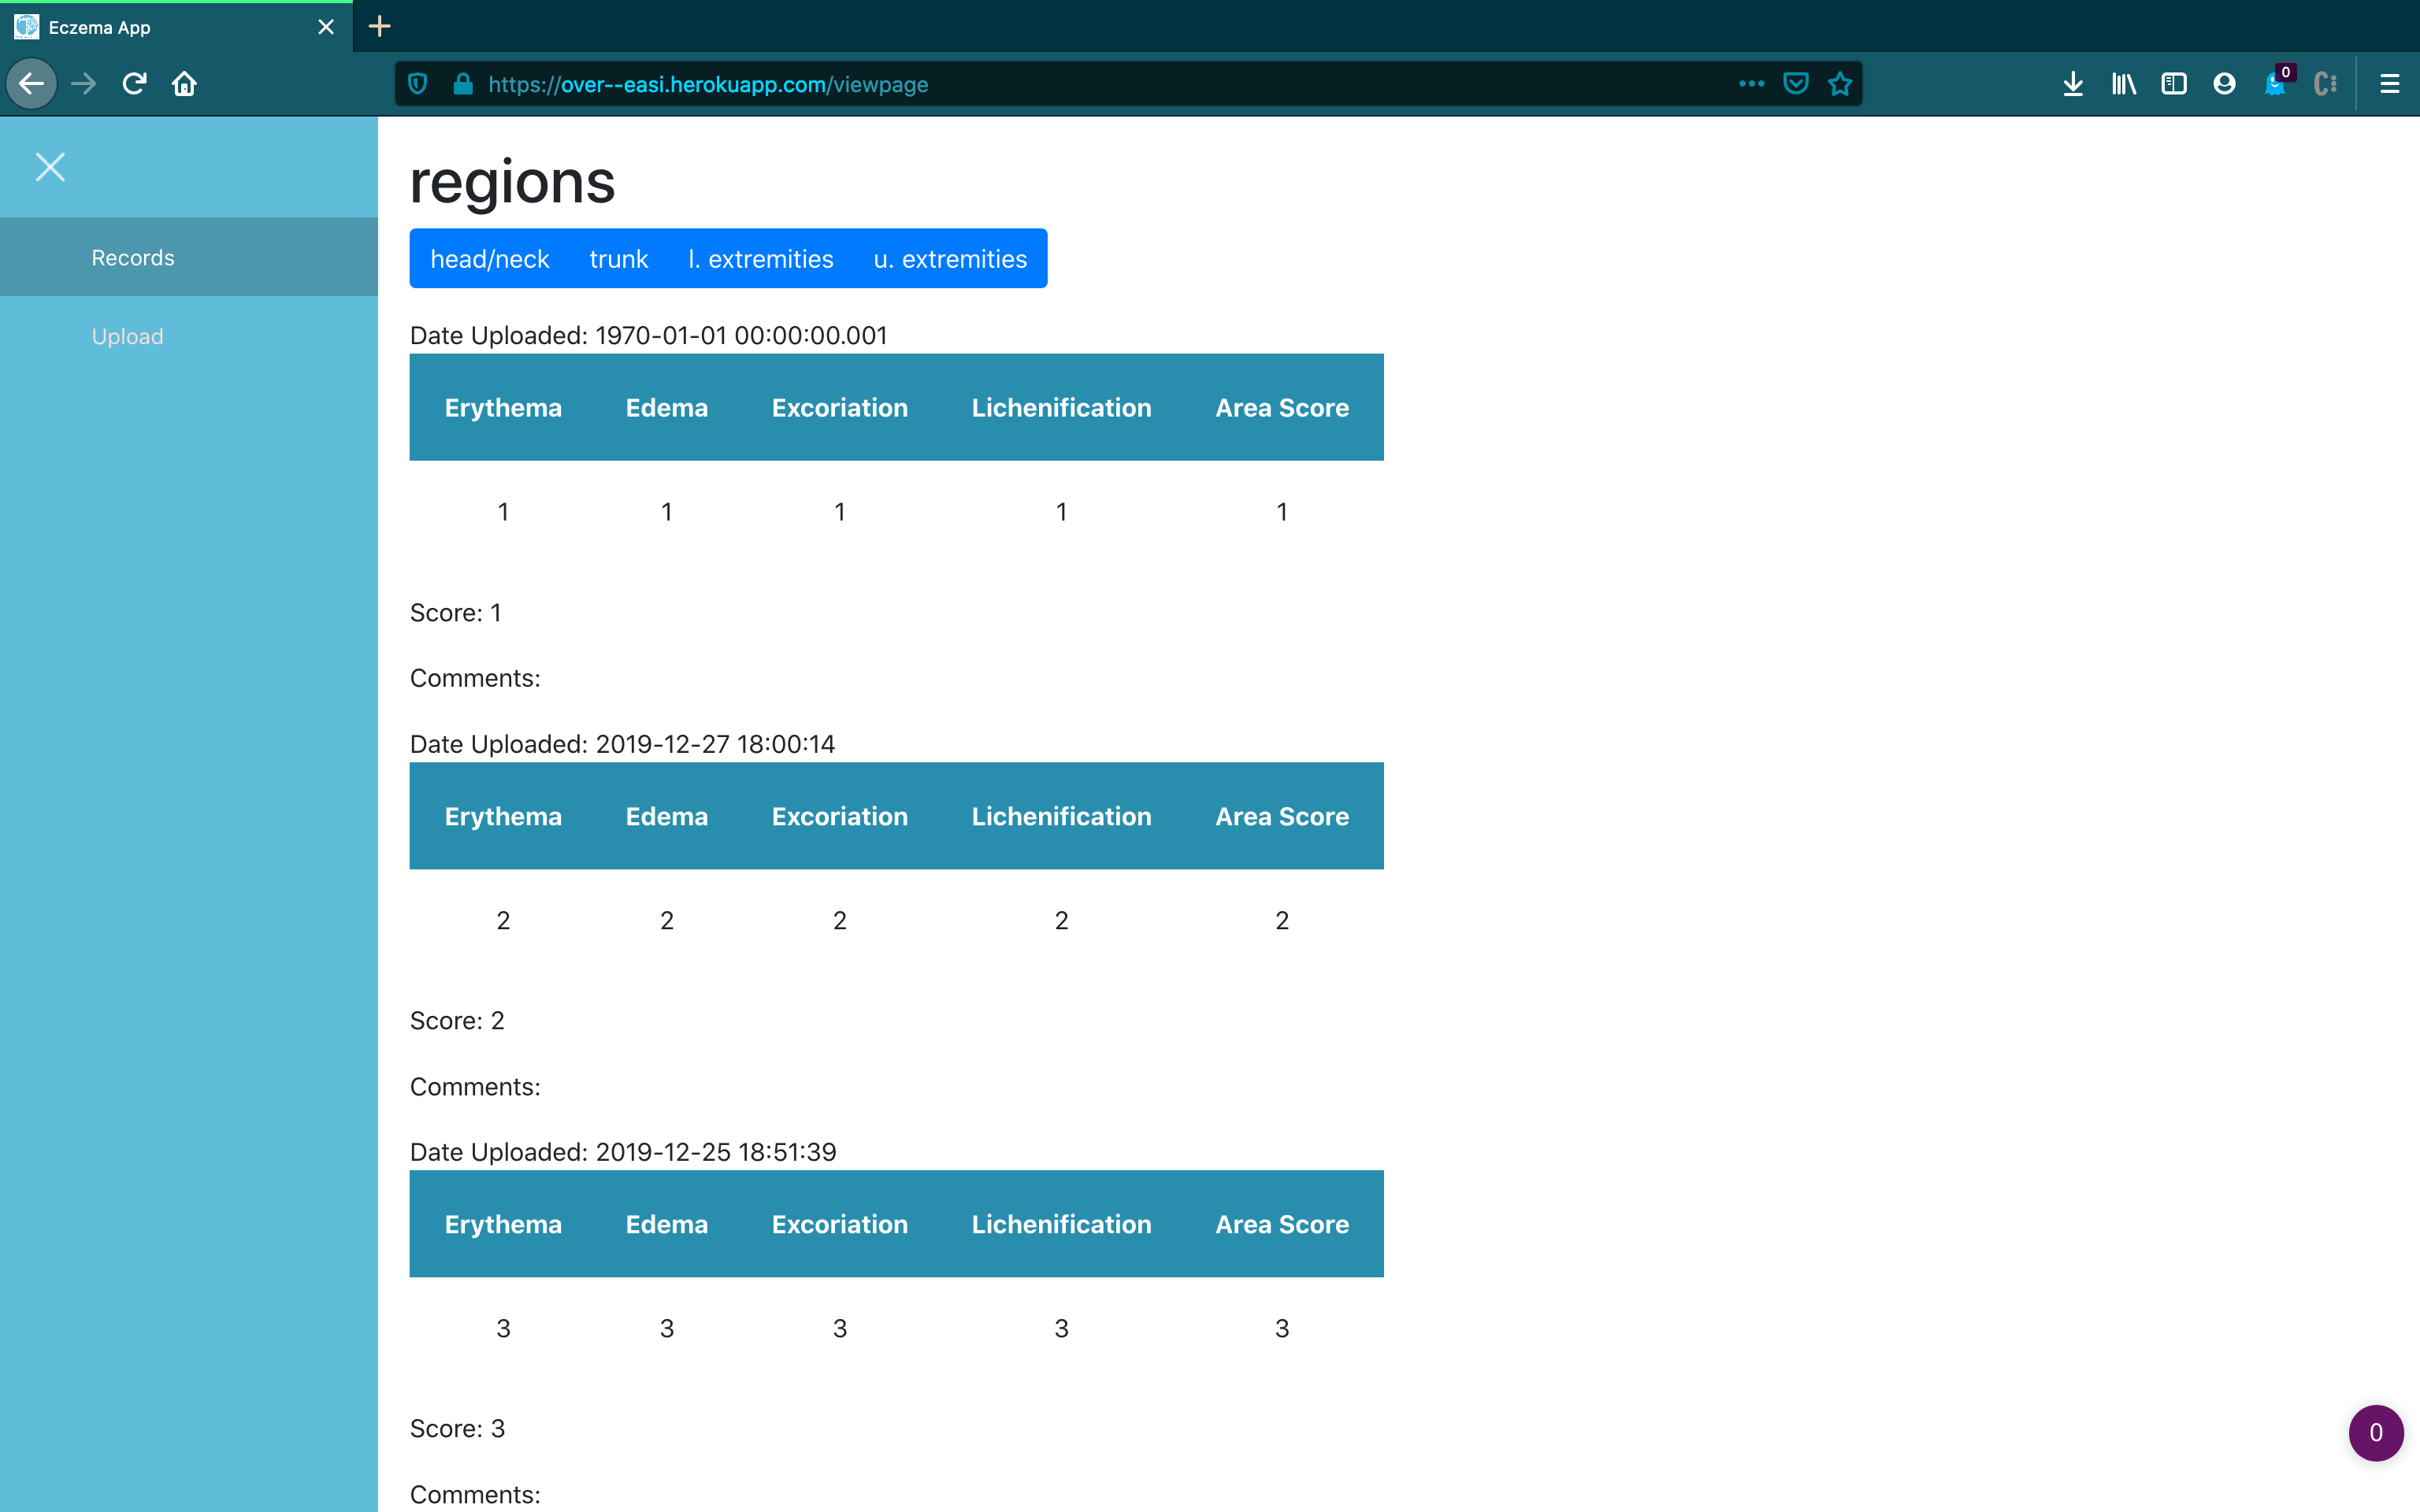 Eczema App
https://over--easi.herokuapp.com/viewpage
0
Records
Upload
regions
head/neck trunk l. extremities u. extremities
Date Uploaded: 1970-01-01 00:00:00.001
Erythema Edema Excoriation Lichenification Area Score
1 1 1 1 1
Score: 1
Comments:
Date Uploaded: 2019-12-27 18:00:14
Erythema Edema Excoriation Lichenification Area Score
2 2 2 2 2
Score: 2
Comments:
Date Uploaded: 2019-12-25 18:51:39
Erythema Edema Excoriation Lichenification Area Score
3 3 3 3 3
Score: 3
Comments:
0